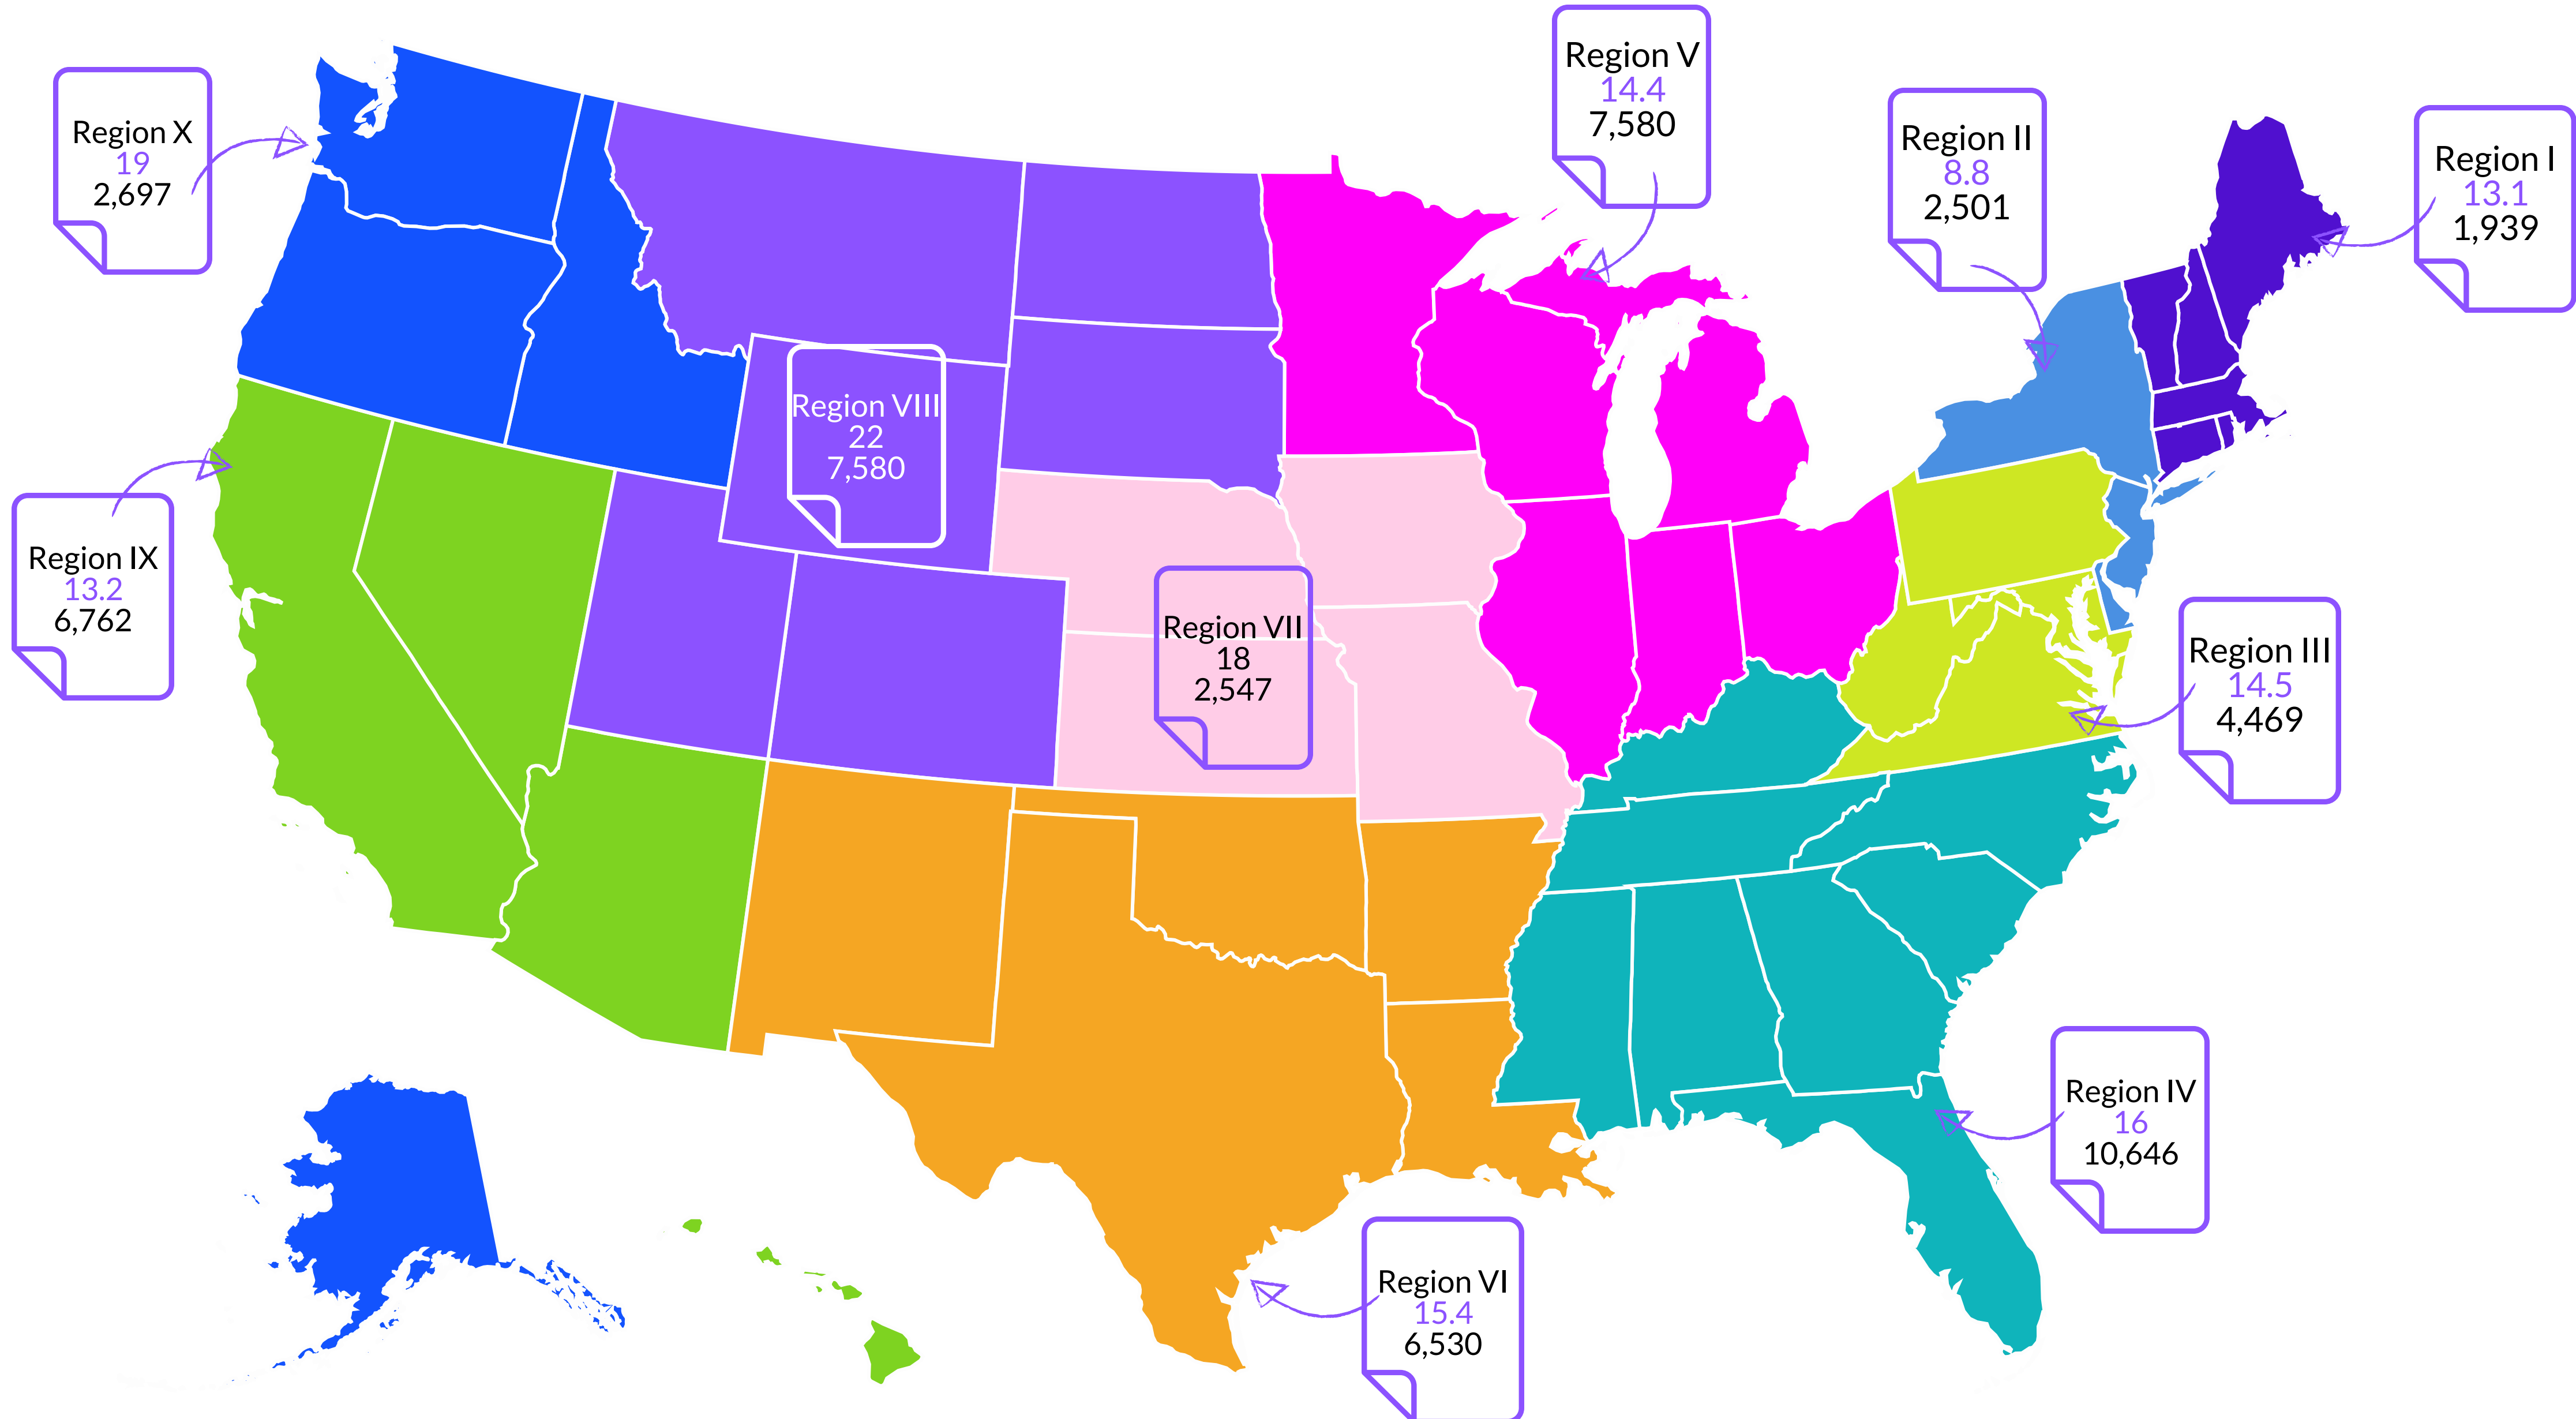 Region V
14.4
7,580
Region II
8.8
2,501
Region I
13.1
1,939
Region X
19
2,697
Region VIII
22
7,580
Region IX
13.2
6,762
Region VII
18
2,547
Region III
14.5
4,469
Region IV
16
10,646
Region VI
15.4
6,530